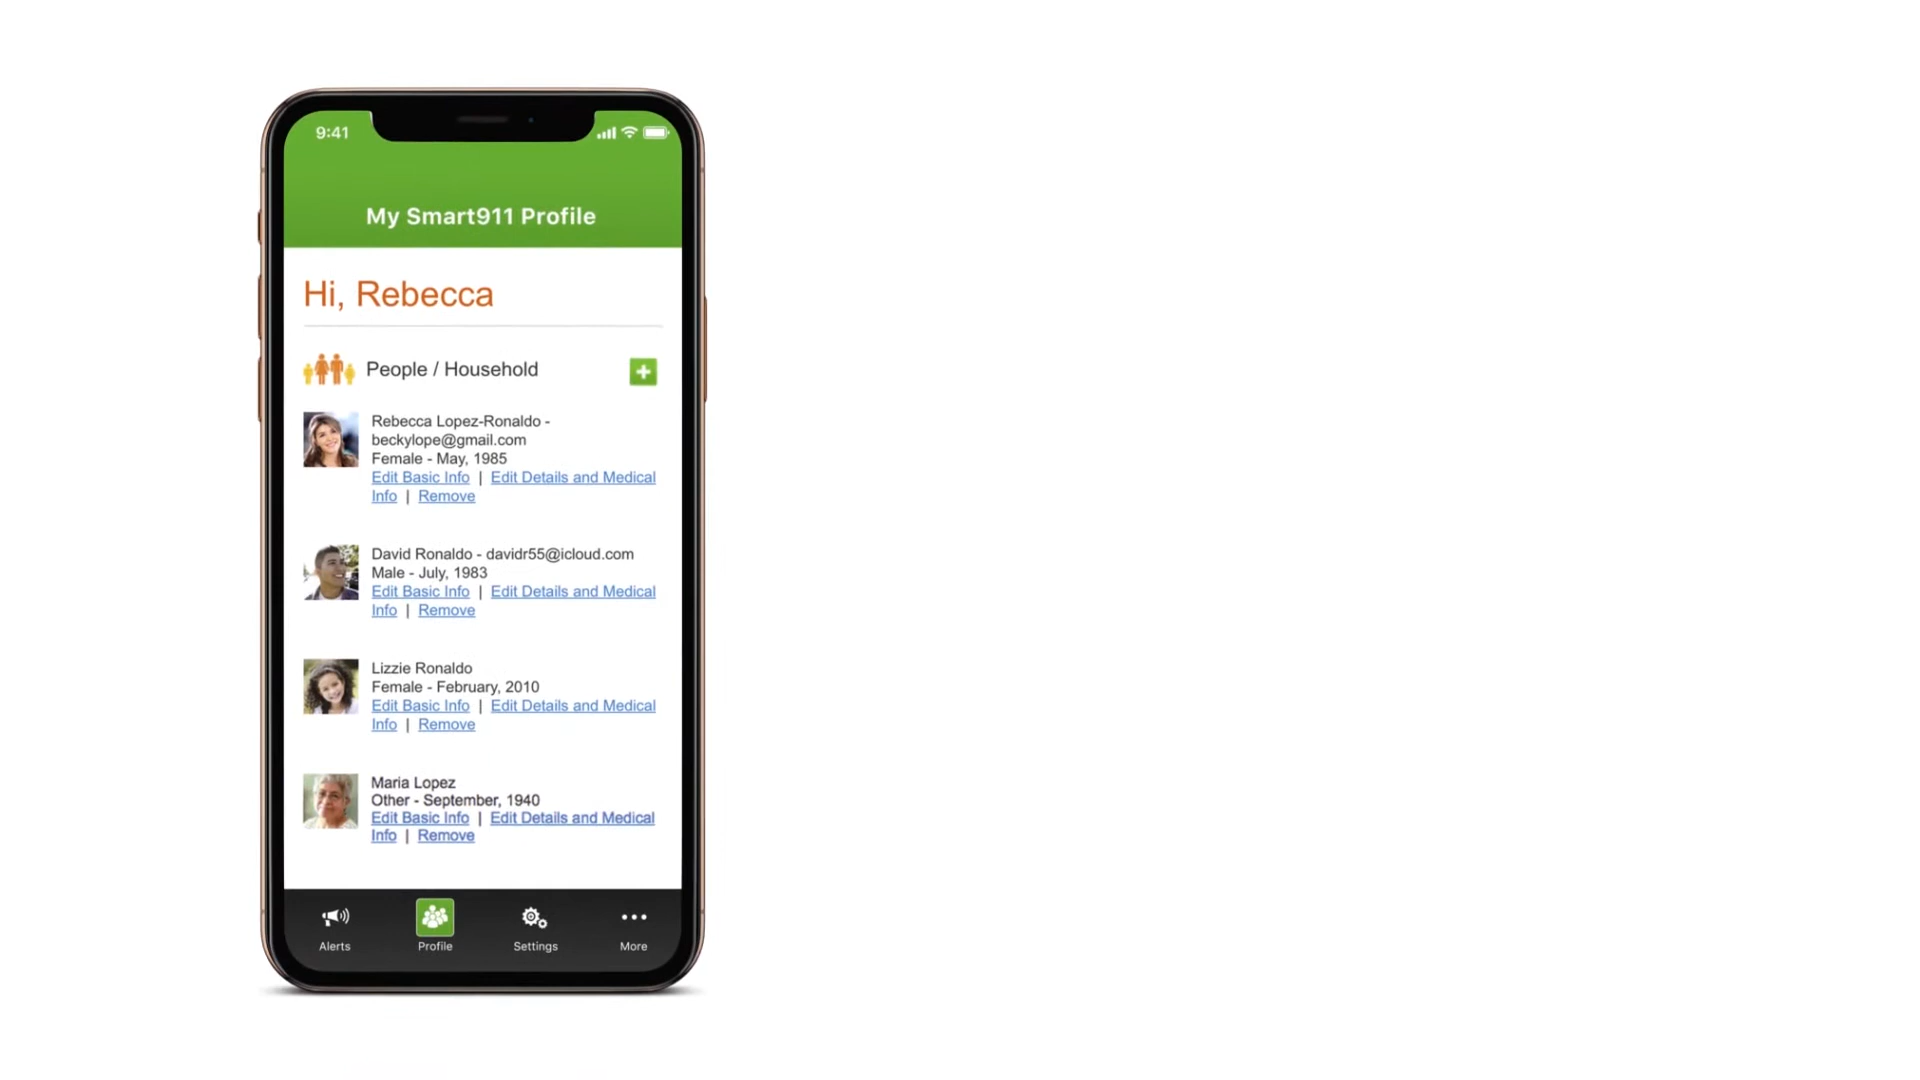 9:41
My Smart911 Profile
Hi, Rebecca
People / Household
Rebecca Lopez-Ronaldo -
beckylope@gmail.com
Female - May, 1985
Edit Basic Info | Edit Details and Medical
Info | Remove
David Ronaldo - davidr55@icloud.com
Male - July, 1983
Edit Basic Info | Edit Details and Medical
Info | Remove
Lizzie Ronaldo
Female - February, 2010
Edit Basic Info | Edit Details and Medical
Info | Remove
Maria Lopez
Other - September, 1940
Edit Basic Info | Edit Details and Medical
Info | Remove
Alerts Profile Settings More